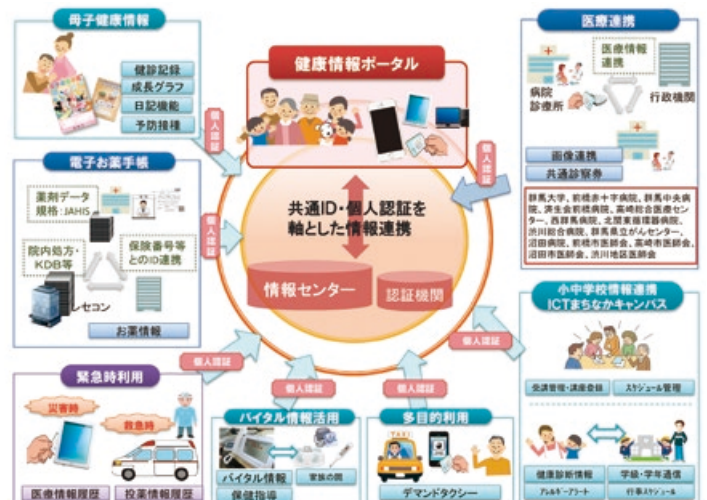 母子健康情報
健診記録
成長グラフ
日記機能
予防接種
個人認証
健康情報ポータル
医療連携
医療情報
連携
病院
診療所
行政機関
画像連携
共通診察券
個人認証
群馬大学、前橋赤十字病院、群馬中央病
院、済生会前橋病院、高崎総合医療セン
ター、西群馬病院、北関東循環器病院、
渋川総合病院、群馬県立がんセンター、
沼田病院、前橋市医師会、高崎市医師会、
沼田市医師会、渋川地区医師会
電子お薬手帳
薬剤データ
規格:JAHIS
院内処方・
KDB等
保険番号等
とのID連携
レセコン
お薬情報
個人認証
共通ID・個人認証を
軸とした情報連携
情報センター
認証機関
小中学校情報連携
ICTまちなかキャンパス
受講管理・講座登録
スケジュール管理
健康診断情報
学級・学年通信
アレルギーアラート
行事スケジュール
個人認証
緊急時利用
災害時
救急時
医療情報履歴
投薬情報履歴
個人認証
バイタル情報活用
バイタル情報
保健指導
個人認証
多目的利用
TAXI
デマンドタクシー
個人認証